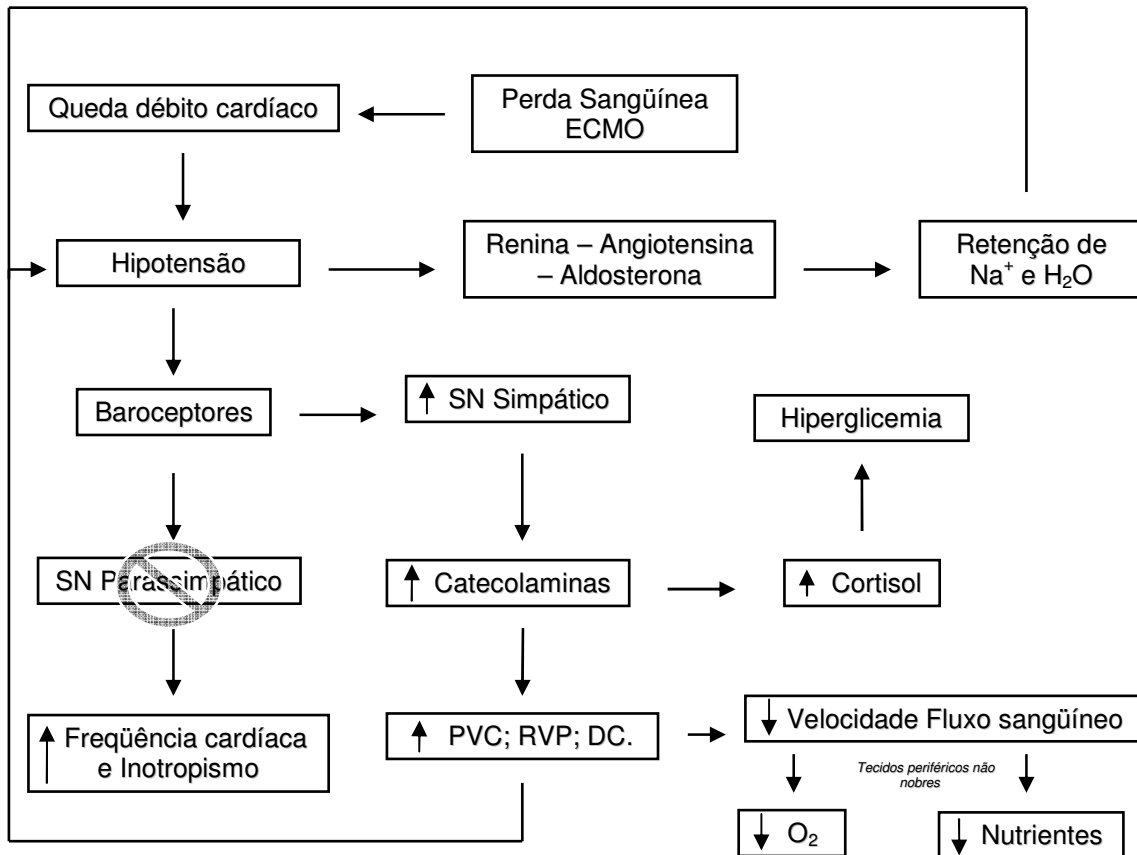 Queda débito cardíaco
Perda Sangüínea
ECMO
Hipotensão
Renina – Angiotensina
– Aldosterona
Retenção de
Na⁺ e H₂O
Baroceptores
↑ SN Simpático
Hiperglicemia
SN Parassimpático
↑ Catecolaminas
↑ Cortisol
↑ Freqüência cardíaca
e Inotropismo
↑ PVC; RVP; DC.
↓ Velocidade Fluxo sangüíneo
Tecidos periféricos não
nobres
↓ O₂
↓ Nutrientes